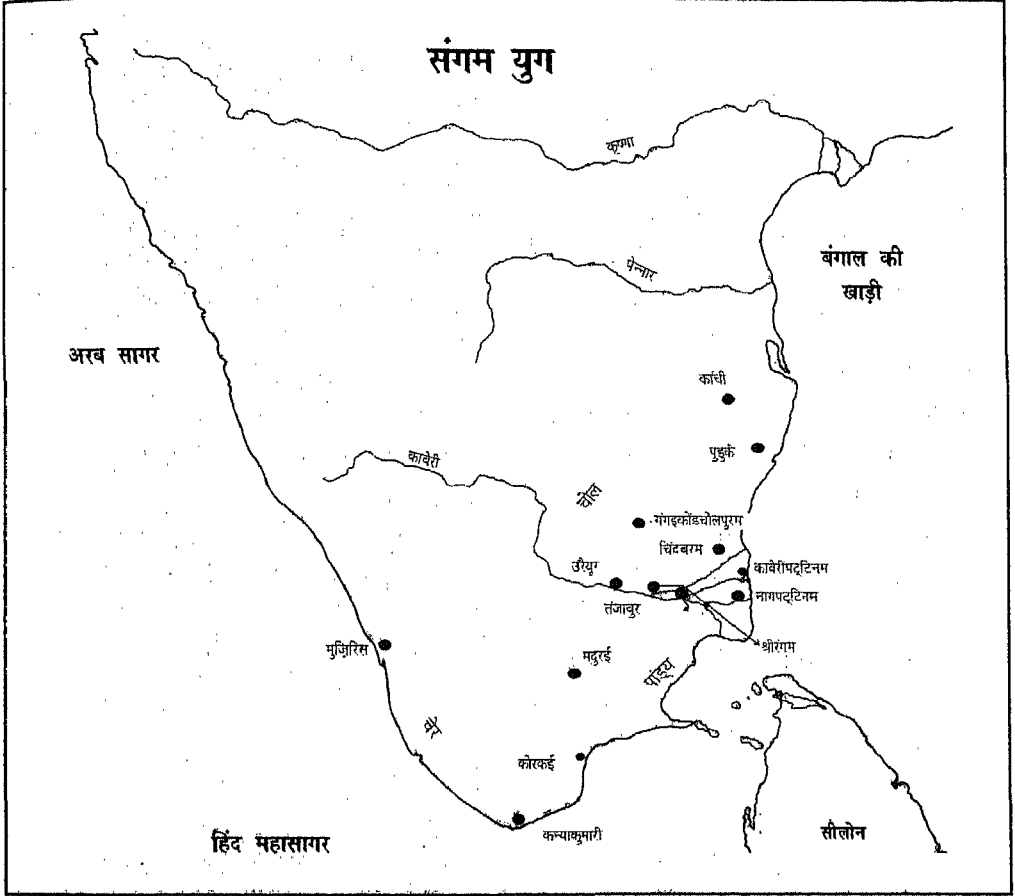 संगम युग
कृष्णा
बंगाल की
खाड़ी
पेन्नार
अरब सागर
कांची
पुडुके
कावेरी
चोल
गंगइकोंडचोलपुरम
चिंदबरम
उरैयूर
कावेरीपट्टिनम
तंजावुर
नागपट्टिनम
श्रीरंगम
मुज़िरिस
मदुरई
पांड्य
कोरकई
कन्याकुमारी
हिंद महासागर
सीलोन